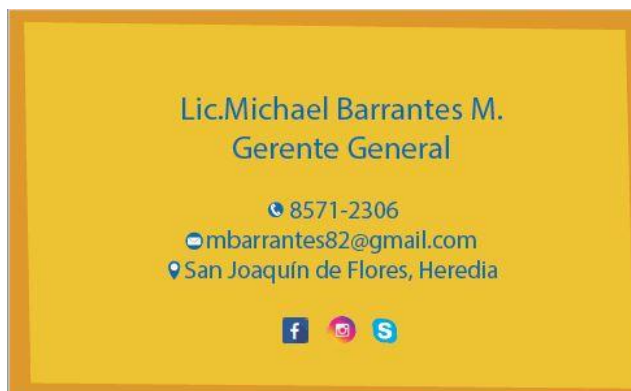 Lic.Michael Barrantes M.
Gerente General
8571-2306
mbarrantes82@gmail.com
San Joaquín de Flores, Heredia